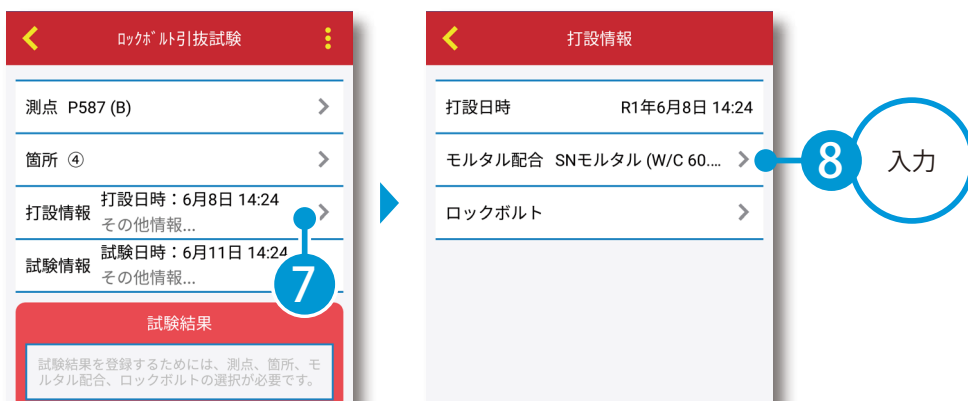 ﾛｯｸﾎﾞﾙﾄ引抜試験
測点 P587 (B)
箇所 ④
打設情報 打設日時：6月8日 14:24
その他情報...
試験情報 試験日時：6月11日 14:24
その他情報...
7
試験結果
試験結果を登録するためには、測点、箇所、モ
ルタル配合、ロックボルトの選択が必要です。
打設情報
打設日時 R1年6月8日 14:24
モルタル配合 SNモルタル (W/C 60....
ロックボルト
8
入力